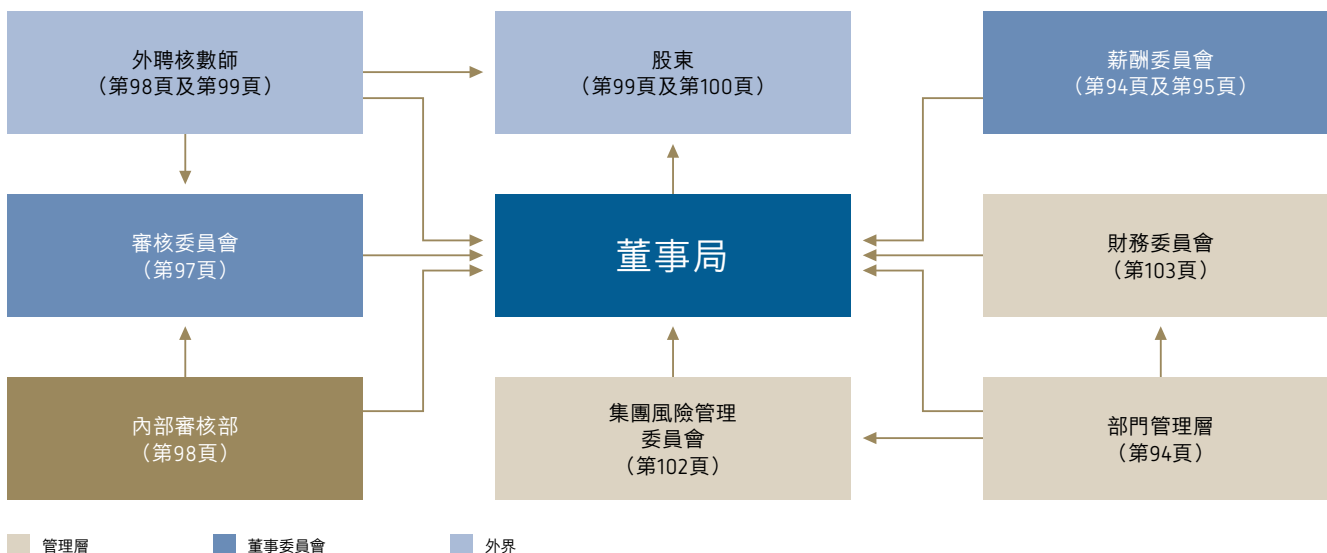 外聘核數師
（第98頁及第99頁）
股東
（第99頁及第100頁）
薪酬委員會
（第94頁及第95頁）
審核委員會
（第97頁）
董事局
財務委員會
（第103頁）
內部審核部
（第98頁）
集團風險管理
委員會
（第102頁）
部門管理層
（第94頁）
管理層
董事委員會
外界